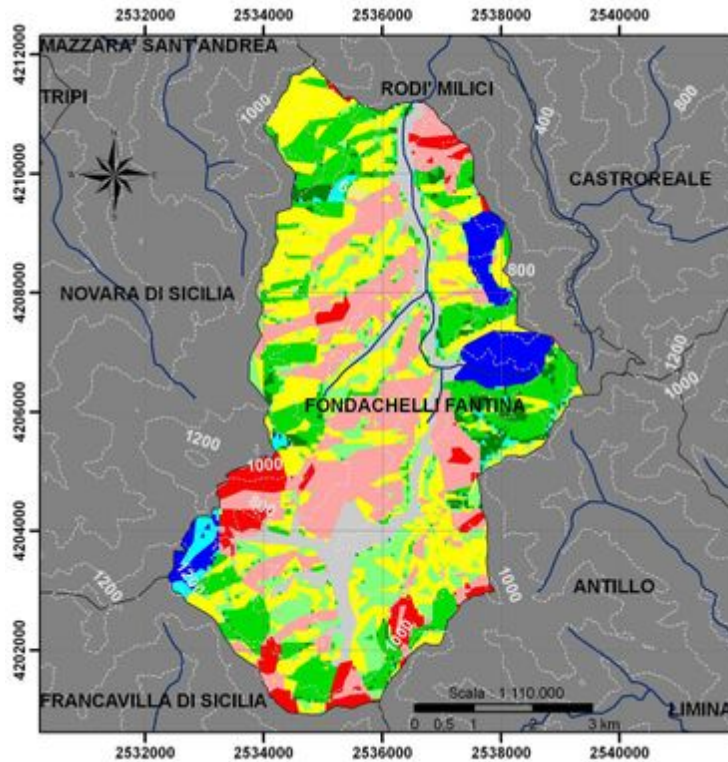 2532000 2534000 2536000 2538000 2540000
4212000
MAZZARA' SANT'ANDREA
TRIPI
RODI' MILICI
1000
400
800
4210000
CASTROREALE
800
4208000
NOVARA DI SICILIA
1200
1000
4206000
FONDACHELLI FANTINA
1200
1000
800
4204000
1200
1200
1000
ANTILLO
4202000
1000
FRANCAVILLA DI SICILIA
Scala 1:110.000
LIMINA
0 0,5 1 2 3 km
2532000 2534000 2536000 2538000 2540000